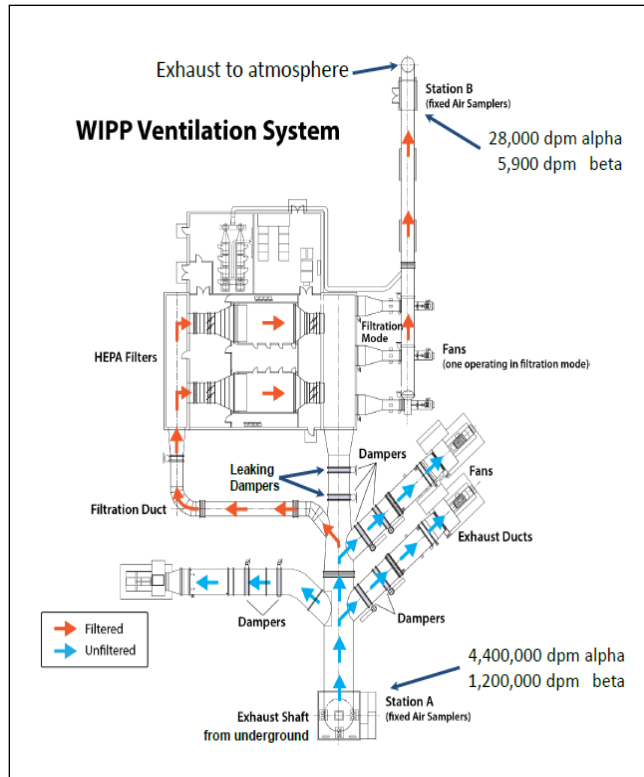 Exhaust to atmosphere
Station B
(fixed Air Samplers)
WIPP Ventilation System
28,000 dpm alpha
5,900 dpm beta
HEPA Filters
Filtration
Mode
Fans
(one operating in filtration mode)
Leaking
Dampers
Dampers
Fans
Filtration Duct
Exhaust Ducts
Dampers
Dampers
Filtered
Unfiltered
4,400,000 dpm alpha
1,200,000 dpm beta
Station A
(fixed Air Samplers)
Exhaust Shaft
from underground